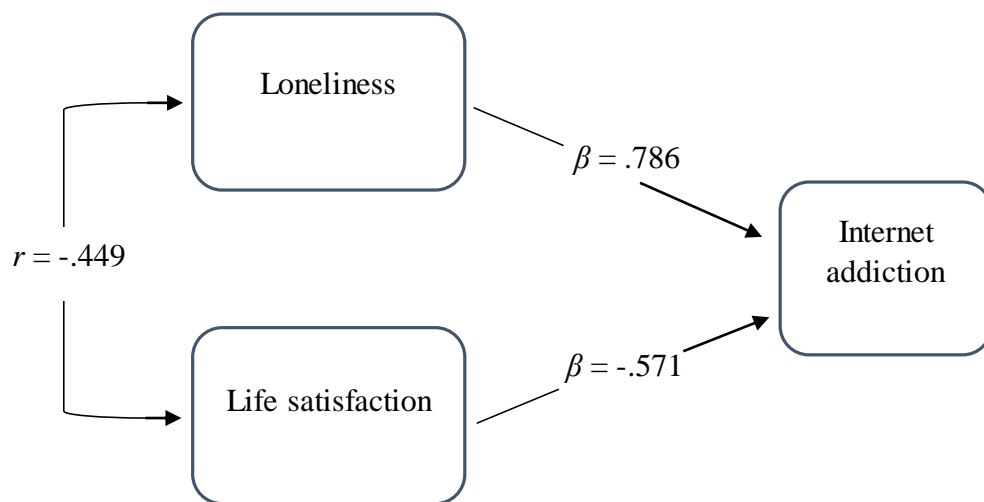 Loneliness
β = .786
Internet
addiction
r = -.449
β = -.571
Life satisfaction